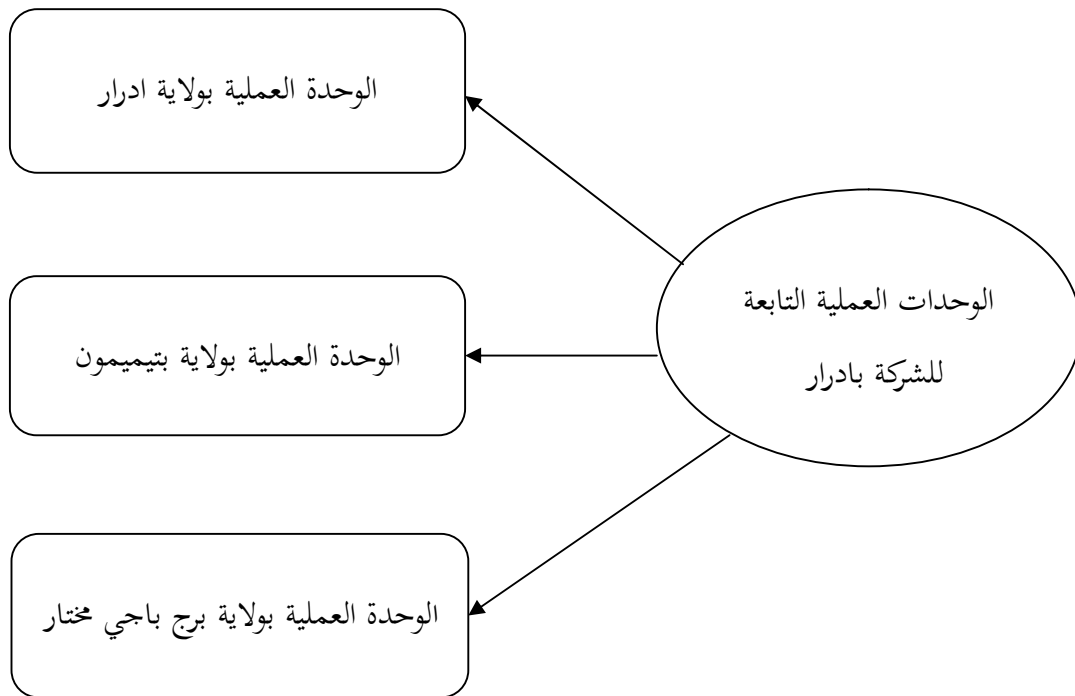 الوحدات العملية التابعة
للشركة بادرار
الوحدة العملية بولاية ادرار
الوحدة العملية بولاية بتيميمون
الوحدة العملية بولاية برج باجي مختار